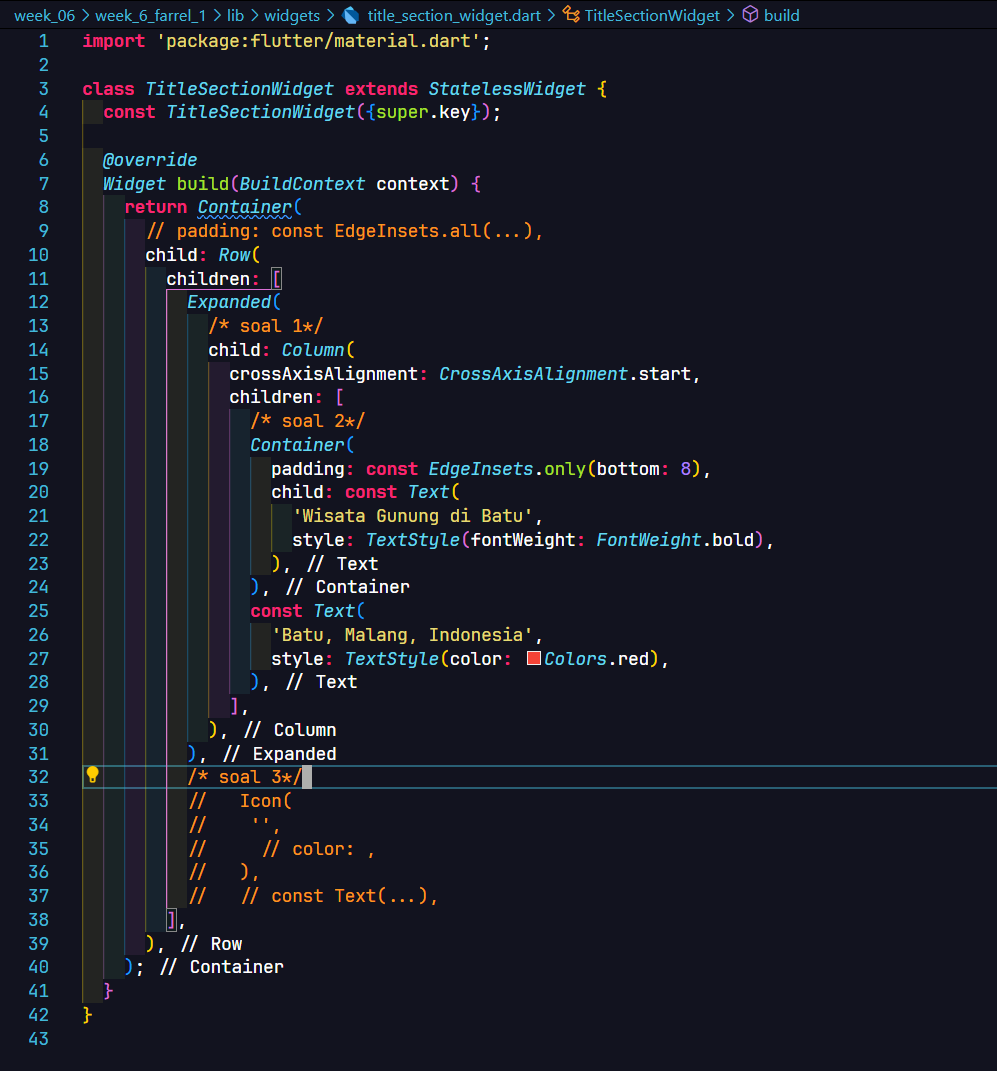 week_06 > week_6_farrel_1 > lib > widgets > title_section_widget.dart > TitleSectionWidget > build
1 import 'package:flutter/material.dart';
2
3 class TitleSectionWidget extends StatelessWidget {
4   const TitleSectionWidget({super.key});
5
6   @override
7   Widget build(BuildContext context) {
8     return Container(
9       // padding: const EdgeInsets.all(...),
10       child: Row(
11         children: [
12           Expanded(
13             /* soal 1*/
14             child: Column(
15               crossAxisAlignment: CrossAxisAlignment.start,
16               children: [
17                 /* soal 2*/
18                 Container(
19                   padding: const EdgeInsets.only(bottom: 8),
20                   child: const Text(
21                     'Wisata Gunung di Batu',
22                     style: TextStyle(fontWeight: FontWeight.bold),
23                   ), // Text
24                 ), // Container
25                 const Text(
26                   'Batu, Malang, Indonesia',
27                   style: TextStyle(color: Colors.red),
28                 ), // Text
29               ],
30             ), // Column
31           ), // Expanded
32           /* soal 3*/
33           //   Icon(
34           //    '',
35           //     // color: ,
36           //   ),
37           //   // const Text(...),
38         ],
39       ), // Row
40     ); // Container
41   }
42 }
43